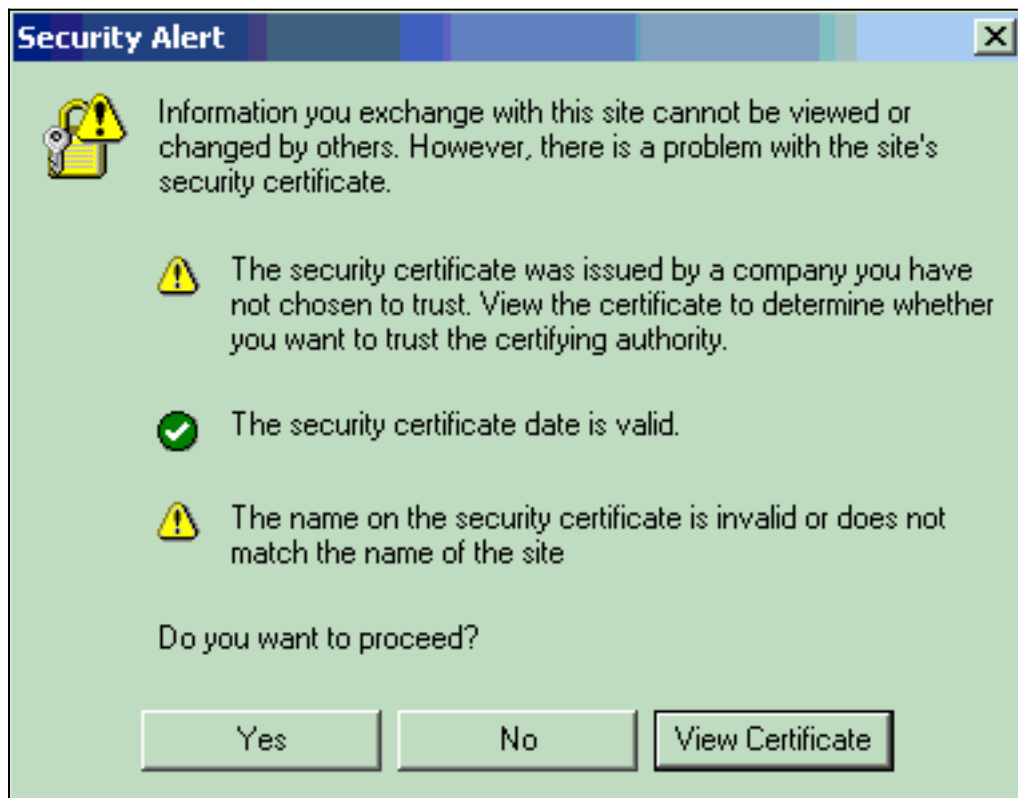 Security Alert
Information you exchange with this site cannot be viewed or
changed by others. However, there is a problem with the site's
security certificate.
The security certificate was issued by a company you have
not chosen to trust. View the certificate to determine whether
you want to trust the certifying authority.
The security certificate date is valid.
The name on the security certificate is invalid or does not
match the name of the site
Do you want to proceed?
Yes No View Certificate